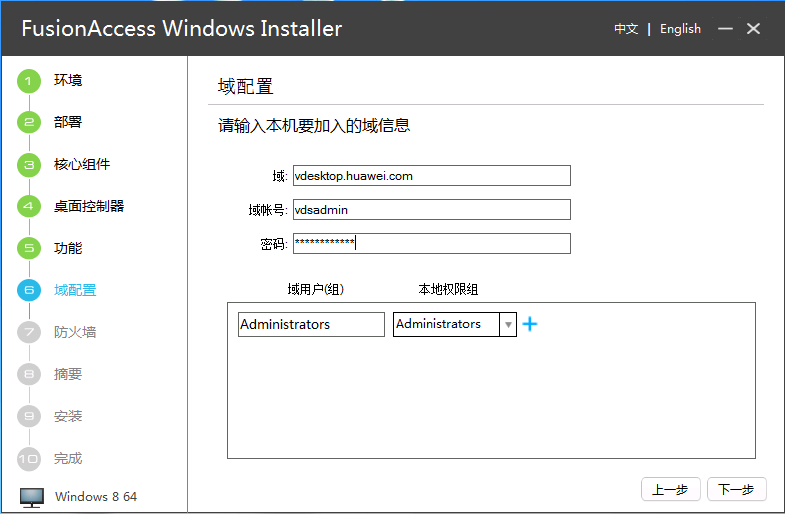 FusionAccess Windows Installer
中文 | English
1 环境
2 部署
3 核心组件
4 桌面控制器
5 功能
6 域配置
7 防火墙
8 摘要
9 安装
10 完成
Windows 8 64
域配置
请输入本机要加入的域信息
域: vdesktop.huawei.com
域帐号: vdsadmin
密码: ************
域用户(组) 本地权限组
Administrators Administrators
上一步 下一步